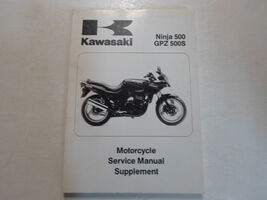 Kawasaki
Ninja 500
GPZ 500S
Motorcycle
Service Manual
Supplement